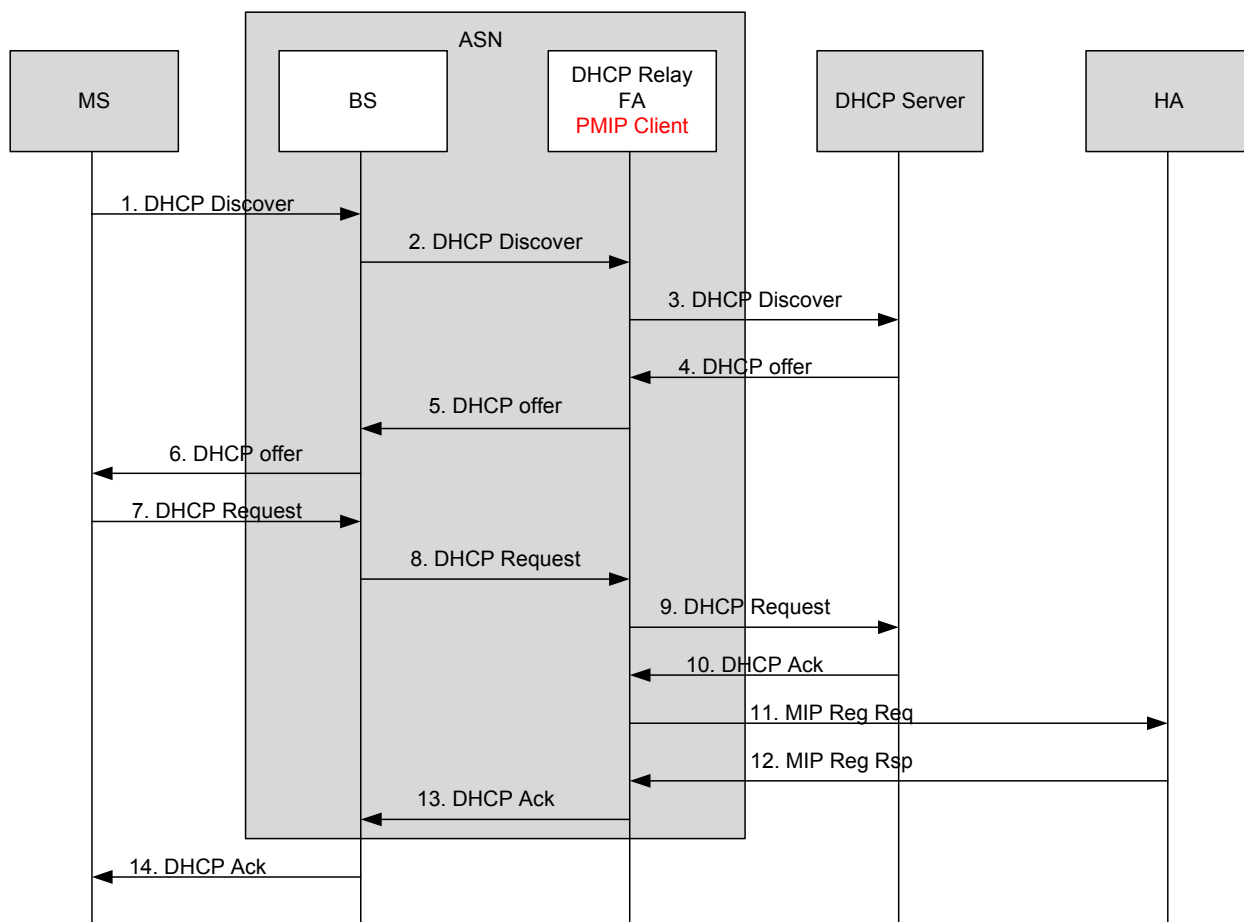 ASN
MS
BS
DHCP Relay
FA
PMIP Client
DHCP Server
HA
1. DHCP Discover
2. DHCP Discover
3. DHCP Discover
4. DHCP offer
5. DHCP offer
6. DHCP offer
7. DHCP Request
8. DHCP Request
9. DHCP Request
10. DHCP Ack
11. MIP Reg Req
12. MIP Reg Rsp
13. DHCP Ack
14. DHCP Ack